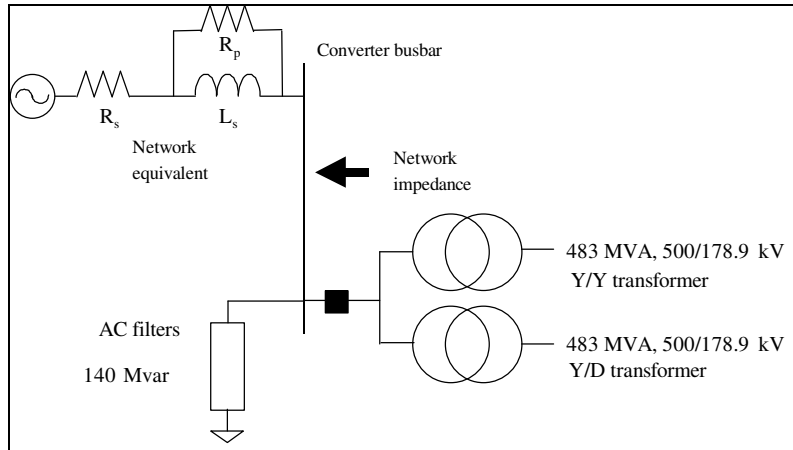 R_p
Converter busbar
R_s
L_s
Network
equivalent
Network
impedance
483 MVA, 500/178.9 kV
Y/Y transformer
AC filters
140 Mvar
483 MVA, 500/178.9 kV
Y/D transformer